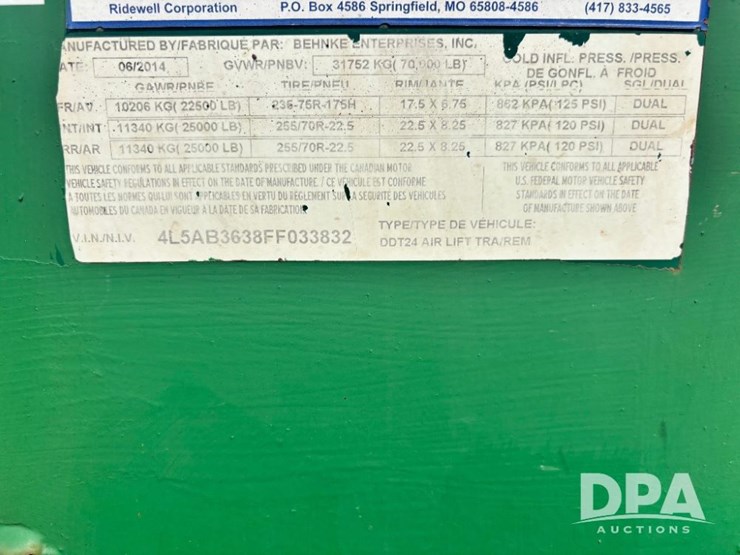 Ridewell Corporation P.O. Box 4586 Springfield, MO 65808-4586 (417) 833-4565
ANUFACTURED BY/FABRIQUÉ PAR: BEHNKE ENTERPRISES, INC.
ATE: 06/2014 GVWR/PNBV: 31752 KG( 70,000 LB) COLD INFL. PRESS. /PRESS.
DE GONFL. À FROID
GAWR/PNBE TIRE/PNEU RIM/JANTE KPA (PSI/LPC) SGL/DUAL
FR/AV 10206 KG( 22500 LB) 235-75R-175H 17.5 X 6.75 862 KPA( 125 PSI) DUAL
NT/INT 11340 KG( 25000 LB) 255/70R-22.5 22.5 X 8.25 827 KPA( 120 PSI) DUAL
RR/AR 11340 KG( 25000 LB) 255/70R-22.5 22.5 X 8.25 827 KPA( 120 PSI) DUAL
THIS VEHICLE CONFORMS TO ALL APPLICABLE STANDARDS PRESCRIBED UNDER THE CANADIAN MOTOR
VEHICLE SAFETY REGULATIONS IN EFFECT ON THE DATE OF MANUFACTURE. / CE VÉHICULE EST CONFORME
À TOUTES LES NORMES QUI LUI SONT APPLICABLES EN VERTU DU RÈGLEMENT SUR LA SÉCURITÉ DES VÉHICULES
AUTOMOBILES DU CANADA EN VIGUEUR À LA DATE DE SA FABRICATION.
THIS VEHICLE CONFORMS TO ALL APPLICABLE
U.S. FEDERAL MOTOR VEHICLE SAFETY
STANDARDS IN EFFECT ON THE DATE
OF MANUFACTURE SHOWN ABOVE
V.I.N./N.I.V. 4L5AB3638FF033832 TYPE/TYPE DE VÉHICULE:
DDT24 AIR LIFT TRA/REM
DPA
AUCTIONS